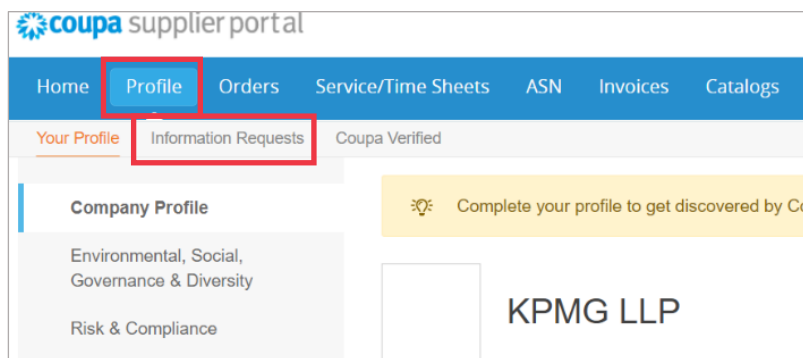 coupa supplier portal
Home Profile Orders Service/Time Sheets ASN Invoices Catalogs
Your Profile Information Requests Coupa Verified
Company Profile
Complete your profile to get discovered by Co
Environmental, Social,
Governance & Diversity
KPMG LLP
Risk & Compliance